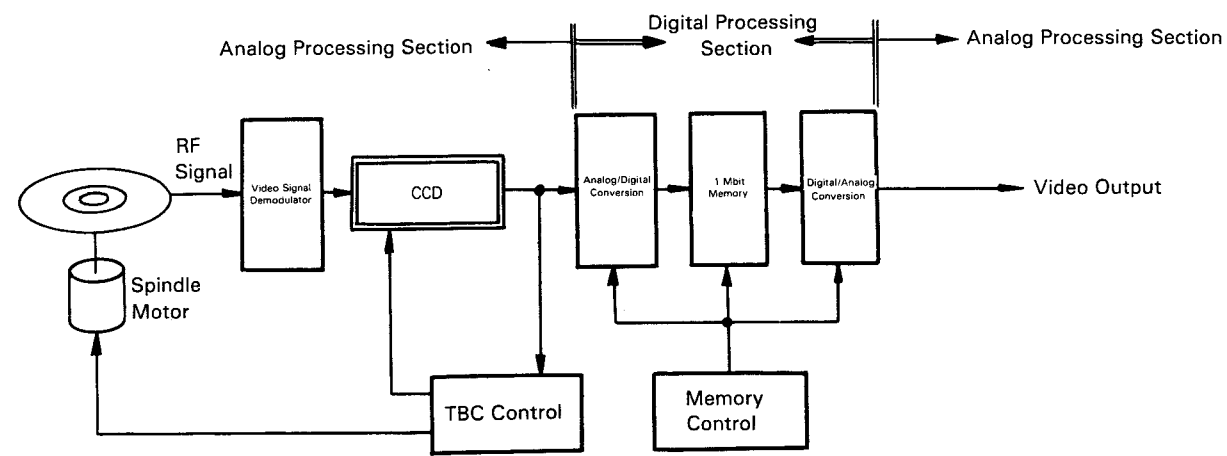 Digital Processing
Section
Analog Processing Section
Analog Processing Section
RF
Signal
Video Signal
Demodulator
CCD
Analog/Digital
Conversion
1 Mbit
Memory
Digital/Analog
Conversion
Video Output
Spindle
Motor
TBC Control
Memory
Control